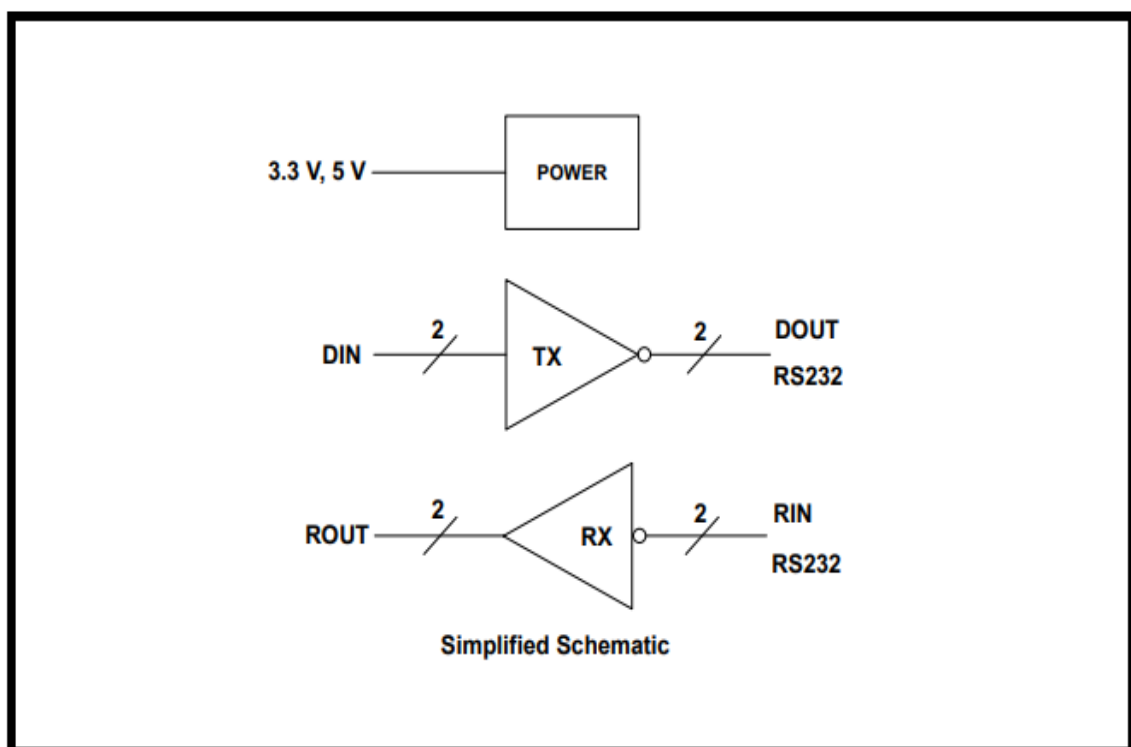 3.3 V, 5 V
POWER
DIN
2
TX
2
DOUT
RS232
ROUT
2
RX
2
RIN
RS232
Simplified Schematic